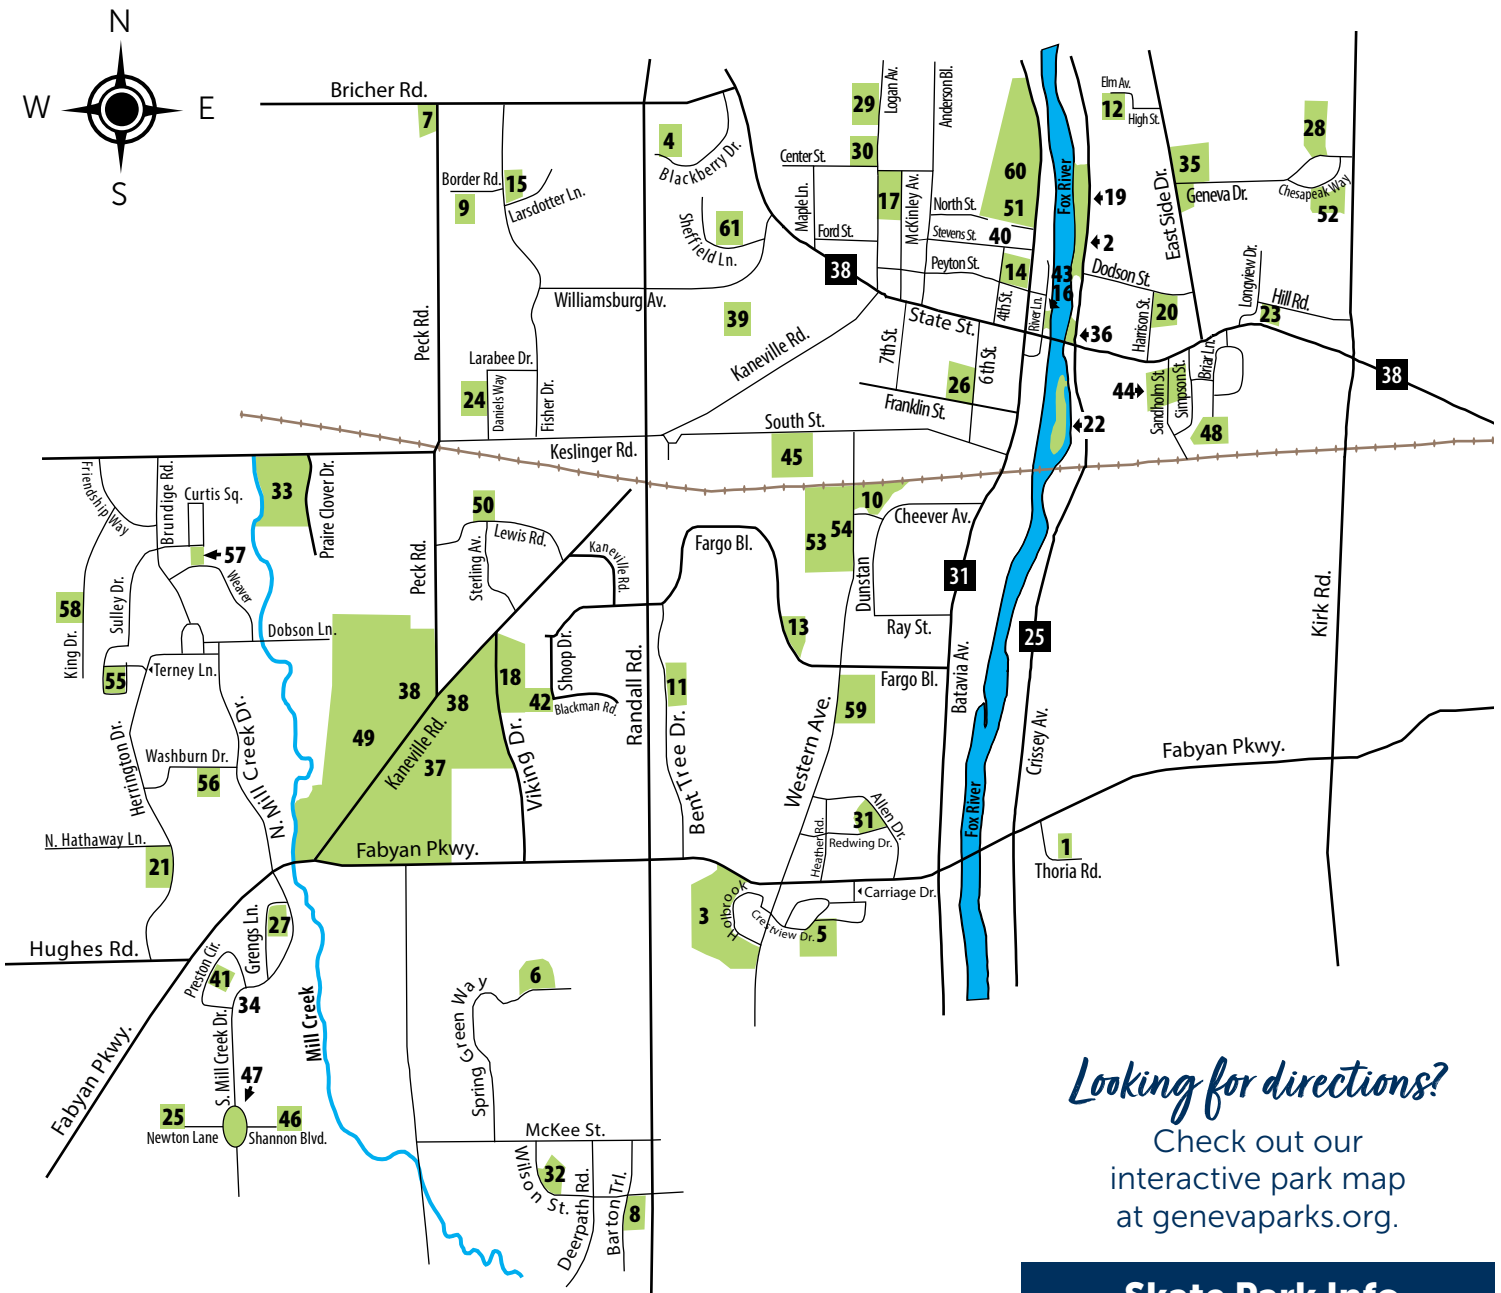 N
W
E
S
Bricher Rd.
7
4
29
Logan Av.
Anderson Bl.
Elm Av.
12
High St.
28
30
Center St.
Blackberry Dr.
60
Fox River
35
Border Rd.
15
9
Larsdotter Ln.
17
Maple Ln.
McKinley Av.
North St.
51
19
East Side Dr.
Geneva Dr.
Chesapeak Way
52
Sheffield Ln.
61
Ford St.
Stevens St.
40
2
38
Peyton St.
14
43
16
Dodson St.
Longview Dr.
Hill Rd.
Williamsburg Av.
39
4th St.
River Ln.
Harrison St.
20
23
Peck Rd.
State St.
36
Kaneville Rd.
7th St.
6th St.
Larabee Dr.
24
Daniels Way
Fisher Dr.
26
Franklin St.
44
Sandholm St.
Simpson St.
Briar Ln.
38
22
48
South St.
Keslinger Rd.
45
Friendship Way
Brundige Rd.
Curtis Sq.
33
Praire Clover Dr.
50
Lewis Rd.
Sterling Av.
Kaneville Rd.
Fargo Bl.
53
54
10
Cheever Av.
57
Weaver
Peck Rd.
Dunstan
31
58
King Dr.
Sulley Dr.
Dobson Ln.
13
Ray St.
25
Kirk Rd.
55
Terney Ln.
38
38
18
42
Shoop Dr.
Blackman Rd.
Randall Rd.
11
Fargo Bl.
59
Batavia Av.
Herrington Dr.
N. Mill Creek Dr.
49
Kaneville Rd.
37
Viking Dr.
Bent Tree Dr.
Western Ave.
Crissey Av.
Fabyan Pkwy.
Washburn Dr.
56
Allen Dr.
31
Heather Rd.
Redwing Dr.
Fox River
N. Hathaway Ln.
21
Fabyan Pkwy.
1
Thoria Rd.
Carriage Dr.
3
Holbrook
Crestview Dr.
5
Grengs Ln.
27
Hughes Rd.
Preston Cir.
41
34
Mill Creek
Spring Green Way
6
Fabyan Pkwy.
S. Mill Creek Dr.
47
25
46
Newton Lane
Shannon Blvd.
McKee St.
Wilson St.
32
Deerpath Rd.
Barton Trl.
8
Looking for directions?
Check out our
interactive park map
at genevaparks.org.
Skate Park Info